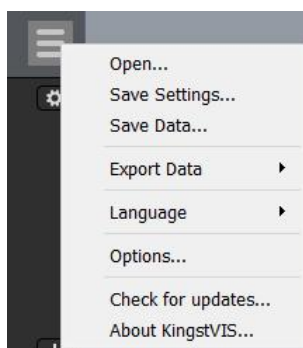 Open...
Save Settings...
Save Data...
Export Data
Language
Options...
Check for updates...
About KingstVIS...